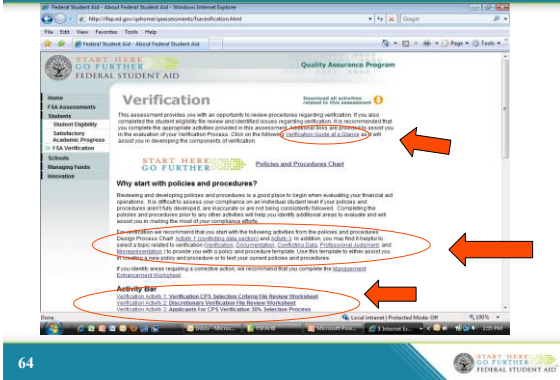 Federal Student Aid - About Federal Student Aid - Windows Internet Explorer
http://ifap.ed.gov/qahome/qaassessments/fsaverification.html
Google
File Edit View Favorites Tools Help
Federal Student Aid - About Federal Student Aid
Page Tools
START HERE
GO FURTHER
FEDERAL STUDENT AID
Quality Assurance Program
Home
FSA Assessments
Students
Student Eligibility
Satisfactory
Academic Progress
FSA Verification
Schools
Managing Funds
Innovation
Verification
Download all activities
related to this assessment
This assessment provides you with an opportunity to review procedures regarding verification. If you also
completed the student eligibility file review and identified issues regarding verification, it is recommended that
you complete the appropriate activities provided in this assessment. Additional links are provided to assist you
in the evaluation of your Verification Process. Click on the following Verification Guide at a Glance as it will
assist you in developing the components of verification.
START HERE
GO FURTHER
Policies and Procedures Chart
Why start with policies and procedures?
Reviewing and developing policies and procedures is a good place to begin when evaluating your financial aid
operations. It is difficult to assess your compliance on an individual student level if your policies and
procedures aren't fully developed, are inaccurate or are not being consistently followed. Completing the
policies and procedures prior to any other activities will help you identify additional areas to evaluate and will
assist you in making the most of your compliance efforts.
For verification we recommend that you start with the following activities from the policies and procedures
Design Process Chart: Activity 1 (conflicting data section) and Activity 3. In addition, you may find it helpful to
select a topic related to verification (Verification, Documentation, Conflicting Data, Professional Judgment, and
Misrepresentation) to provide you with a policy and procedure template. Use this template to either assist you
in creating a new policy and procedure or to test your current policies and procedures.
If you identify areas requiring a corrective action, we recommend that you complete the Management
Enhancement Worksheet.
Activity Bar
Verification Activity 1: Verification CPS Selection Criteria File Review Worksheet
Verification Activity 2: Discretionary Verification File Review Worksheet
Verification Activity 3: Applicants For CPS Verification 30% Selection Process
Done
Local intranet | Protected Mode: Off
100%
Inbox - Micros...
FSAHB
Microsoft Pow...
Internet Ex...
2:55 PM
64
START HERE
GO FURTHER
FEDERAL STUDENT AID